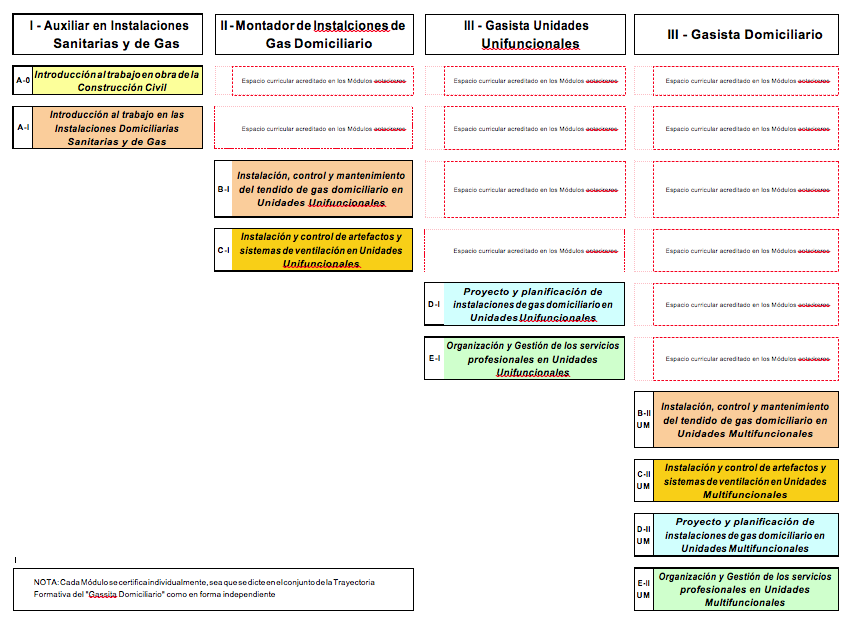 I - Auxiliar en Instalaciones
Sanitarias y de Gas
II - Montador de Instalciones de
Gas Domiciliario
III - Gasista Unidades
Unifuncionales
III - Gasista Domiciliario
A-0
Introducción al trabajo en obra de la
Construcción Civil
Espacio curricular acreditado en los Módulos
Espacio curricular acreditado en los Módulos
Espacio curricular acreditado en los Módulos
A-I
Introducción al trabajo en las
Instalaciones Domiciliarias
Sanitarias y de Gas
Espacio curricular acreditado en los Módulos
Espacio curricular acreditado en los Módulos
Espacio curricular acreditado en los Módulos
B-I
Instalación, control y mantenimiento
del tendido de gas domiciliario en
Unidades Unifuncionales
Espacio curricular acreditado en los Módulos
Espacio curricular acreditado en los Módulos
C-I
Instalación y control de artefactos y
sistemas de ventilación en Unidades
Unifuncionales
Espacio curricular acreditado en los Módulos
Espacio curricular acreditado en los Módulos
D-I
Proyecto y planificación de
instalaciones de gas domiciliario en
Unidades Unifuncionales
Espacio curricular acreditado en los Módulos
E-I
Organización y Gestión de los servicios
profesionales en Unidades
Unifuncionales
Espacio curricular acreditado en los Módulos
B-II
UM
Instalación, control y mantenimiento
del tendido de gas domiciliario en
Unidades Multifuncionales
C-II
UM
Instalación y control de artefactos y
sistemas de ventilación en Unidades
Multifuncionales
D-II
UM
Proyecto y planificación de
instalaciones de gas domiciliario en
Unidades Multifuncionales
E-II
UM
Organización y Gestión de los servicios
profesionales en Unidades
Multifuncionales
I
NOTA: Cada Módulo se certifica individualmente, sea que se dicte en el conjunto de la Trayectoria
Formativa del "Gassita Domiciliario" como en forma independiente